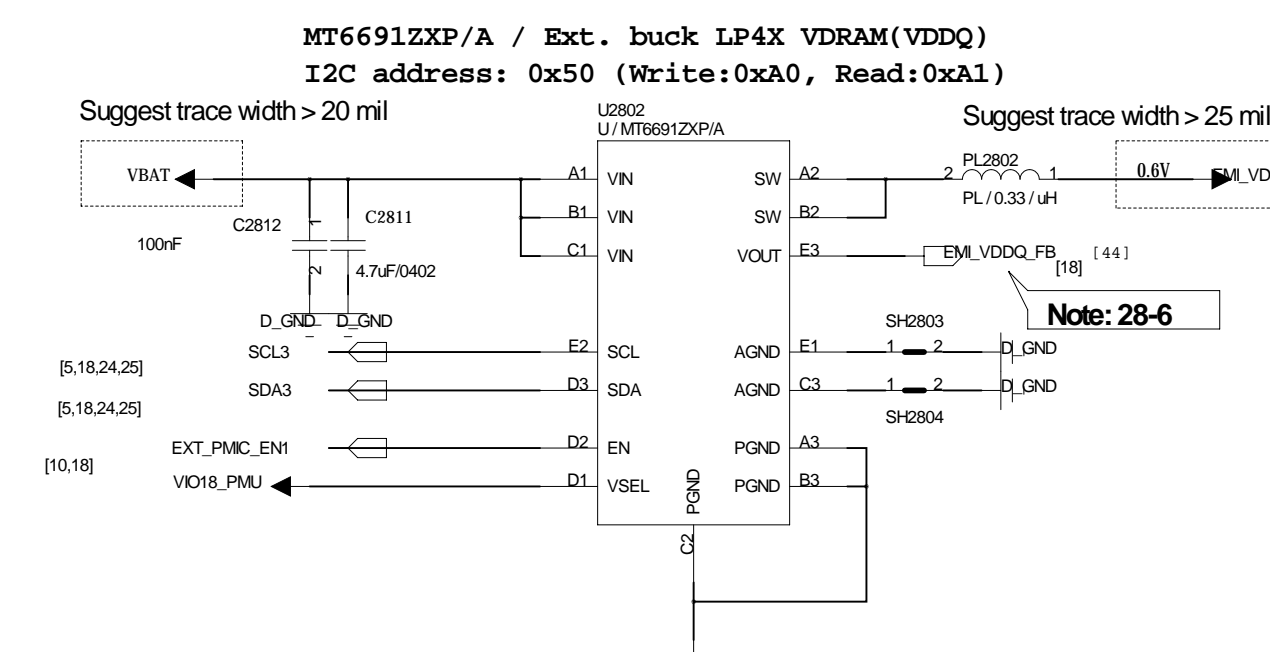 MT6691ZXP/A / Ext. buck LP4X VDRAM(VDDQ)
I2C address: 0x50 (Write:0xA0, Read:0xA1)
Suggest trace width > 20 mil
U2802
U / MT6691ZXP/A
Suggest trace width > 25 mil
VBAT
A1 VIN
SW A2
PL2802
2 1
PL / 0.33 / uH
0.6V
EMI_VD
B1 VIN
SW B2
C2812
1
2
100nF
C2811
4.7uF/0402
C1 VIN
VOUT E3
EMI_VDDQ_FB
[18]
[44]
Note: 28-6
D_GND D_GND
SCL3
E2 SCL
AGND E1
SH2803
1 2
D_GND
[5,18,24,25]
SDA3
D3 SDA
AGND C3
1 2
D_GND
SH2804
[5,18,24,25]
EXT_PMIC_EN1
D2 EN
PGND A3
[10,18]
VIO18_PMU
D1 VSEL
PGND
PGND B3
C2